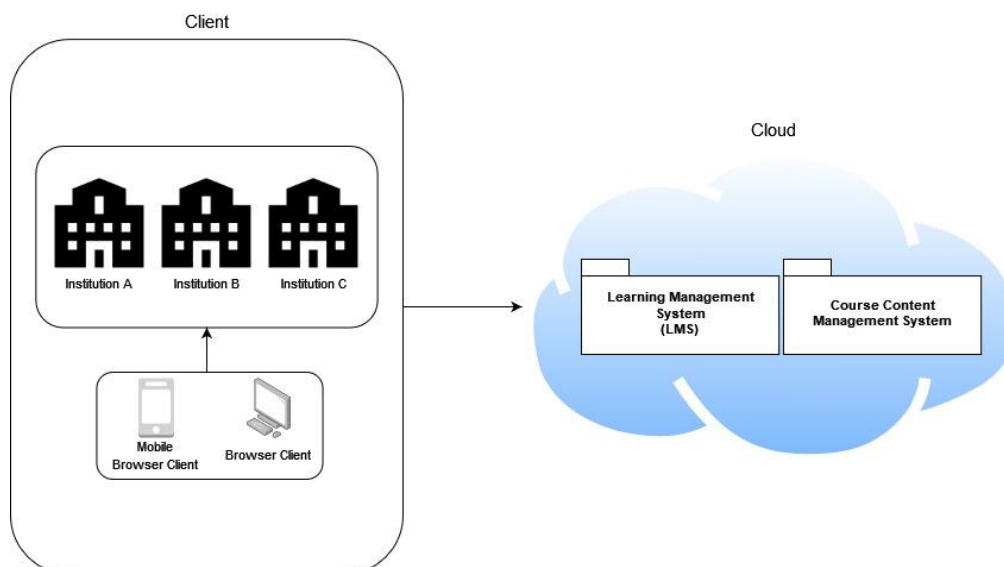 Client
Cloud
Institution A
Institution B
Institution C
Learning Management
System
(LMS)
Course Content
Management System
Mobile
Browser Client
Browser Client